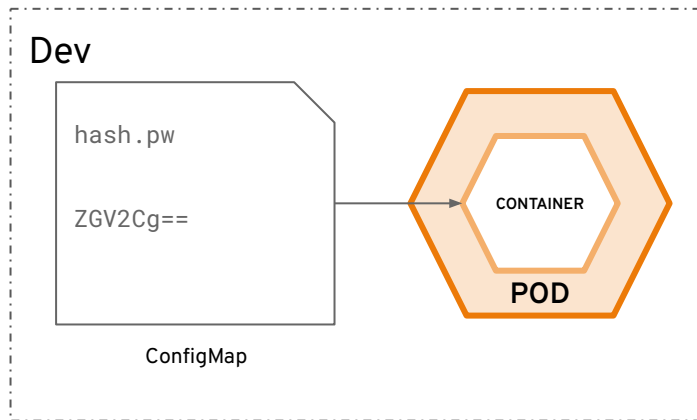 Dev
hash.pw
ZGV2Cg==
ConfigMap
CONTAINER
POD